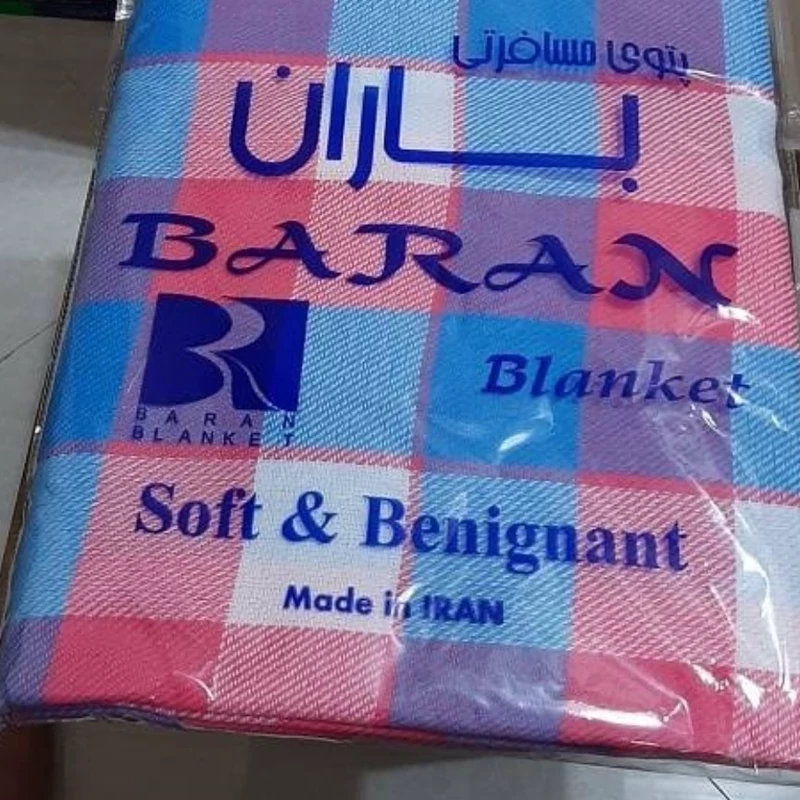 پتوی مسافرتی
باران
BARAN
Blanket
BARAN
BLANKET
Soft & Benignant
Made in IRAN